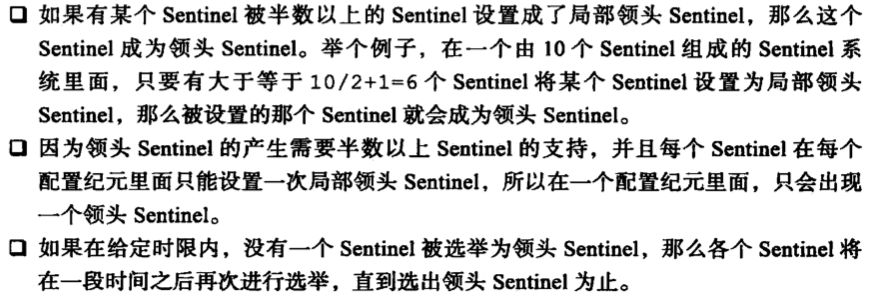 ❑ 如果有某个 Sentinel 被半数以上的 Sentinel 设置成了局部领头 Sentinel，那么这个
Sentinel 成为领头 Sentinel。举个例子，在一个由 10 个 Sentinel 组成的 Sentinel 系
统里面，只要有大于等于 10/2+1=6 个 Sentinel 将某个 Sentinel 设置为局部领头
Sentinel，那么被设置的那个 Sentinel 就会成为领头 Sentinel。
❑ 因为领头 Sentinel 的产生需要半数以上 Sentinel 的支持，并且每个 Sentinel 在每个
配置纪元里面只能设置一次局部领头 Sentinel，所以在一个配置纪元里面，只会出现
一个领头 Sentinel。
❑ 如果在给定时限内，没有一个 Sentinel 被选举为领头 Sentinel，那么各个 Sentinel 将
在一段时间之后再次进行选举，直到选出领头 Sentinel 为止。